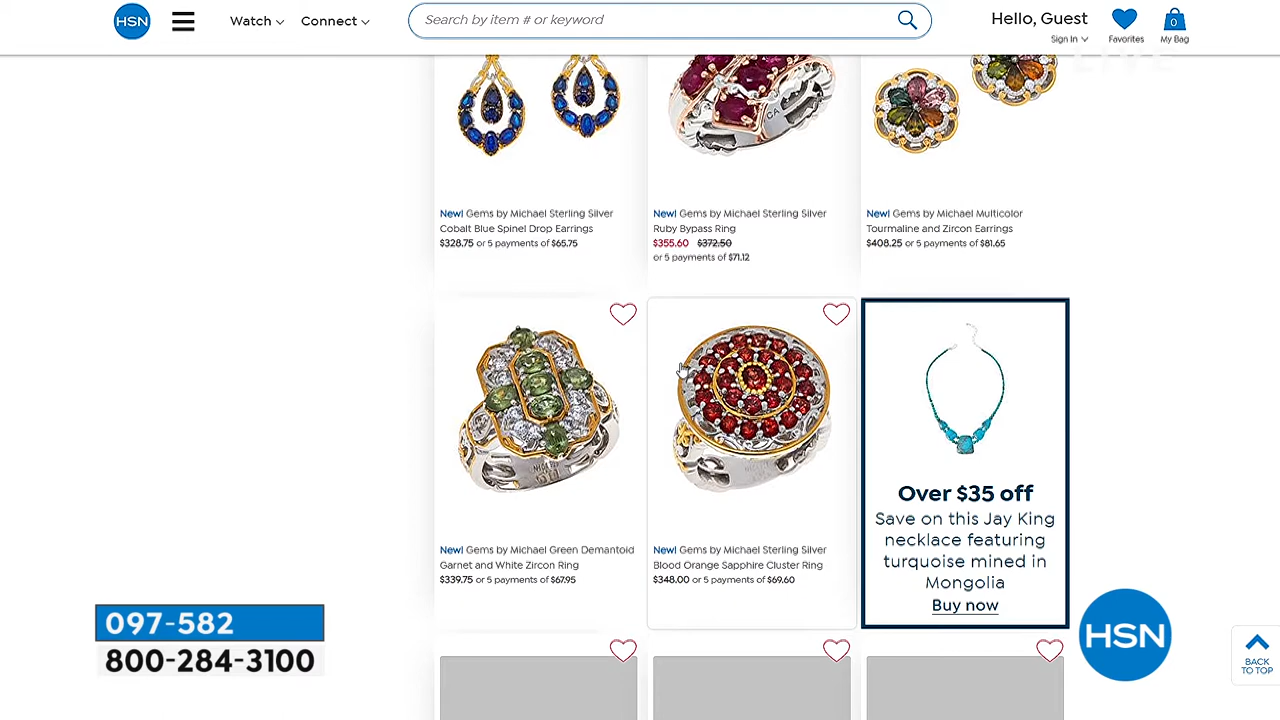 HSN
Watch
Connect
Search by item # or keyword
Hello, Guest
Sign In
Favorites
0
My Bag
LIVE
CA
New! Gems by Michael Sterling Silver
Cobalt Blue Spinel Drop Earrings
$328.75 or 5 payments of $65.75
New! Gems by Michael Sterling Silver
Ruby Bypass Ring
$355.60 $372.50
or 5 payments of $71.12
New! Gems by Michael Multicolor
Tourmaline and Zircon Earrings
$408.25 or 5 payments of $81.65
New! Gems by Michael Green Demantoid
Garnet and White Zircon Ring
$339.75 or 5 payments of $67.95
New! Gems by Michael Sterling Silver
Blood Orange Sapphire Cluster Ring
$348.00 or 5 payments of $69.60
Over $35 off
Save on this Jay King
necklace featuring
turquoise mined in
Mongolia
Buy now
097-582
800-284-3100
HSN
BACK
TO TOP